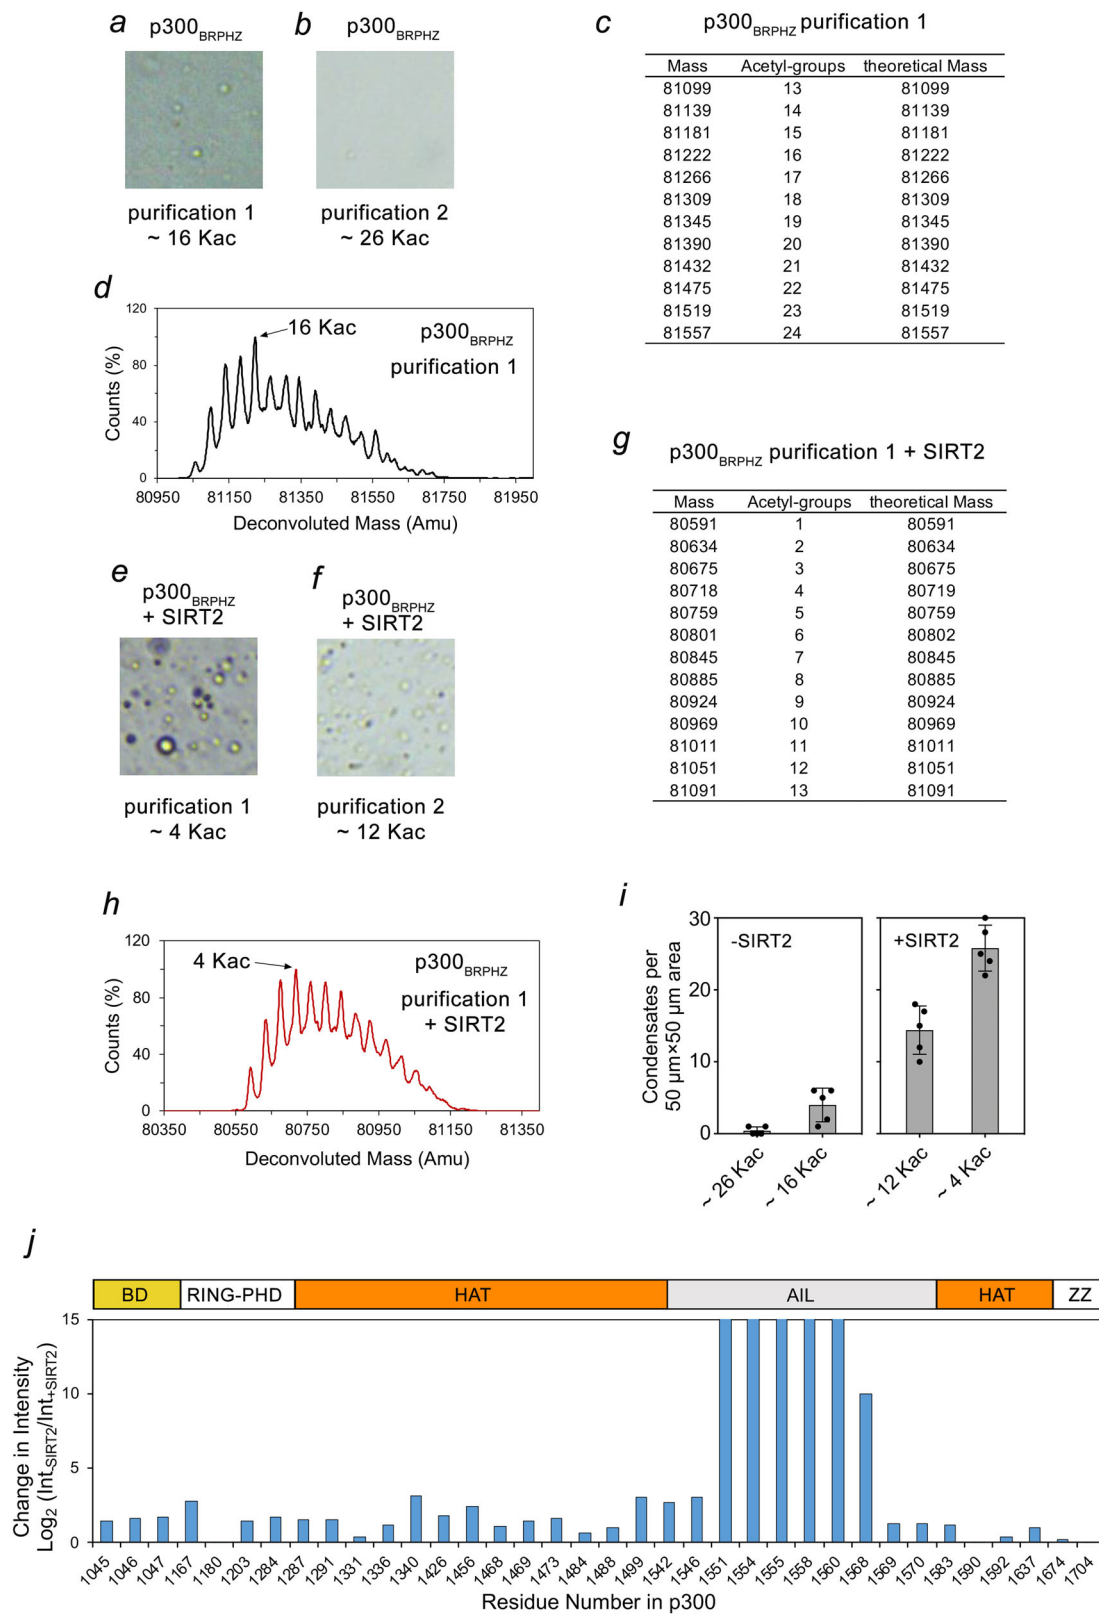 a
p300BRPHZ
purification 1
~ 16 Kac
b
p300BRPHZ
purification 2
~ 26 Kac
c
p300BRPHZ purification 1
Mass Acetyl-groups theoretical Mass
81099 13 81099
81139 14 81139
81181 15 81181
81222 16 81222
81266 17 81266
81309 18 81309
81345 19 81345
81390 20 81390
81432 21 81432
81475 22 81475
81519 23 81519
81557 24 81557
d
120
80
40
0
Counts (%)
16 Kac
p300BRPHZ
purification 1
80950 81150 81350 81550 81750 81950
Deconvoluted Mass (Amu)
e
p300BRPHZ
+ SIRT2
purification 1
~ 4 Kac
f
p300BRPHZ
+ SIRT2
purification 2
~ 12 Kac
g
p300BRPHZ purification 1 + SIRT2
Mass Acetyl-groups theoretical Mass
80591 1 80591
80634 2 80634
80675 3 80675
80718 4 80719
80759 5 80759
80801 6 80802
80845 7 80845
80885 8 80885
80924 9 80924
80969 10 80969
81011 11 81011
81051 12 81051
81091 13 81091
h
120
80
40
0
Counts (%)
4 Kac
p300BRPHZ
purification 1
+ SIRT2
80350 80550 80750 80950 81150 81350
Deconvoluted Mass (Amu)
i
30
20
10
0
Condensates per
50 µm×50 µm area
-SIRT2
+SIRT2
~ 26 Kac
~ 16 Kac
~ 12 Kac
~ 4 Kac
j
BD RING-PHD HAT AIL HAT ZZ
15
10
5
0
Change in Intensity
Log2 (Int-SIRT2/Int+SIRT2)
1045 1046 1047 1167 1180 1203 1284 1287 1291 1331 1336 1340 1426 1456 1468 1469 1473 1484 1488 1499 1542 1546 1551 1554 1555 1558 1560 1568 1569 1570 1583 1590 1592 1637 1674 1704
Residue Number in p300